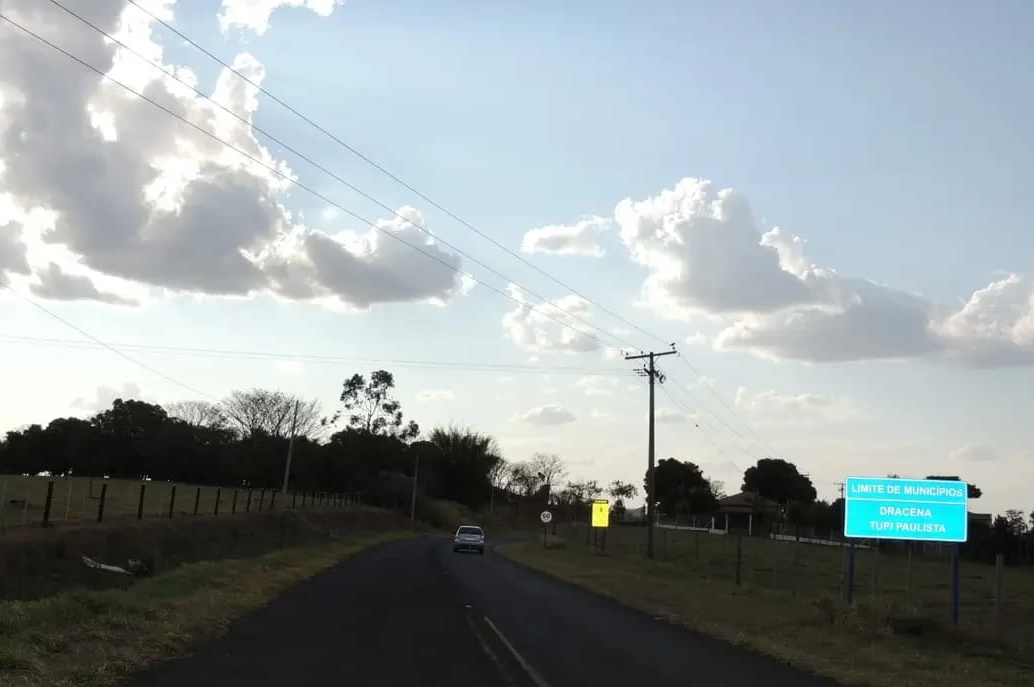 LIMITE DE MUNICÍPIOS
DRACENA
TUPI PAULISTA